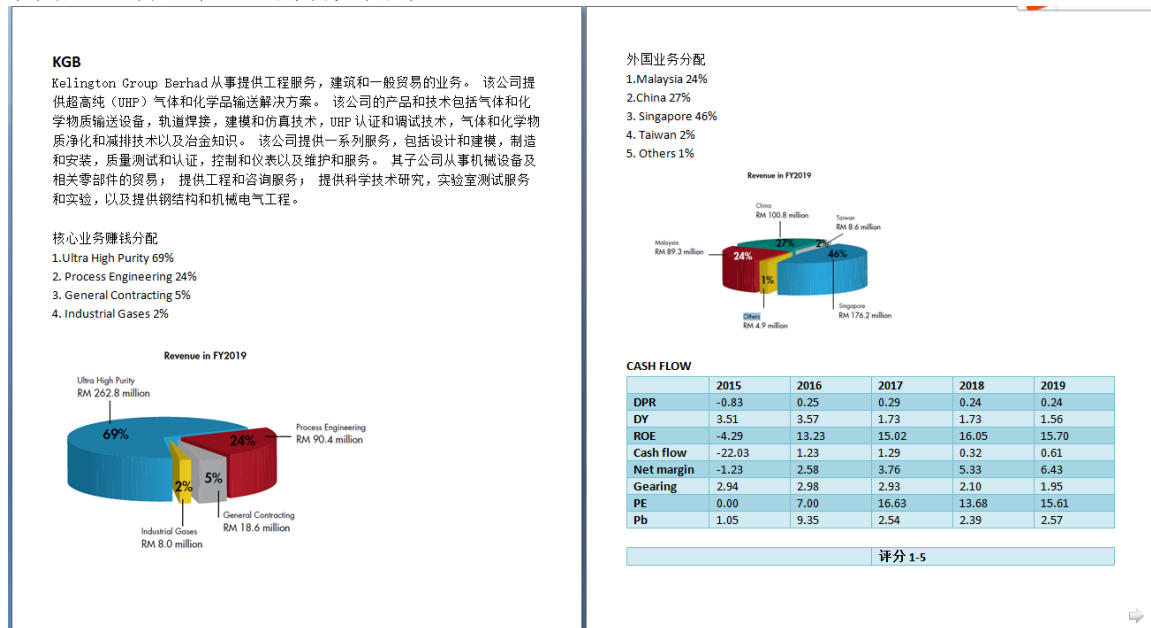 KGB
Kelington Group Berhad从事提供工程服务，建筑和一般贸易的业务。 该公司提
供超高纯（UHP）气体和化学品输送解决方案。 该公司的产品和技术包括气体和化
学物质输送设备，轨道焊接，建模和仿真技术，UHP认证和调试技术，气体和化学物
质净化和减排技术以及冶金知识。 该公司提供一系列服务，包括设计和建模，制造
和安装，质量测试和认证，控制和仪表以及维护和服务。 其子公司从事机械设备及
相关零部件的贸易； 提供工程和咨询服务； 提供科学技术研究，实验室测试服务
和实验，以及提供钢结构和机械电气工程。
核心业务赚钱分配
1.Ultra High Purity 69%
2. Process Engineering 24%
3. General Contracting 5%
4. Industrial Gases 2%
Revenue in FY2019
Ultra High Purity
RM 262.8 million
69%
24%
Process Engineering
RM 90.4 million
2%
5%
General Contracting
RM 18.6 million
Industrial Gases
RM 8.0 million
外国业务分配
1.Malaysia 24%
2.China 27%
3. Singapore 46%
4. Taiwan 2%
5. Others 1%
Revenue in FY2019
China
RM 100.8 million
Taiwan
RM 8.6 million
Malaysia
RM 89.3 million
27%
2%
24%
46%
1%
Others
RM 4.9 million
Singapore
RM 176.2 million
CASH FLOW
2015 2016 2017 2018 2019
DPR -0.83 0.25 0.29 0.24 0.24
DY 3.51 3.57 1.73 1.73 1.56
ROE -4.29 13.23 15.02 16.05 15.70
Cash flow -22.03 1.23 1.29 0.32 0.61
Net margin -1.23 2.58 3.76 5.33 6.43
Gearing 2.94 2.98 2.93 2.10 1.95
PE 0.00 7.00 16.63 13.68 15.61
Pb 1.05 9.35 2.54 2.39 2.57
评分 1-5